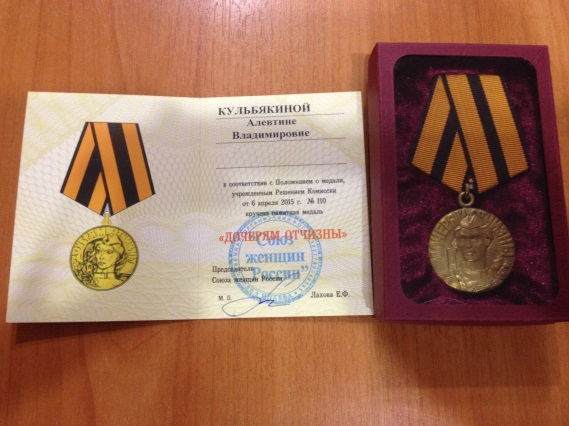 КУЛЬБЯКИНОЙ
Алевтине
Владимировне
в соответствии с Положением о медали,
учрежденным Решением Комиссии
от 6 апреля 2015 г. № 110
вручена памятная медаль
«ДОЧЕРЯМ ОТЧИЗНЫ»
"Союз
женщин
России"
Председатель
Союза женщин России
М. П.
Лахова Е.Ф.